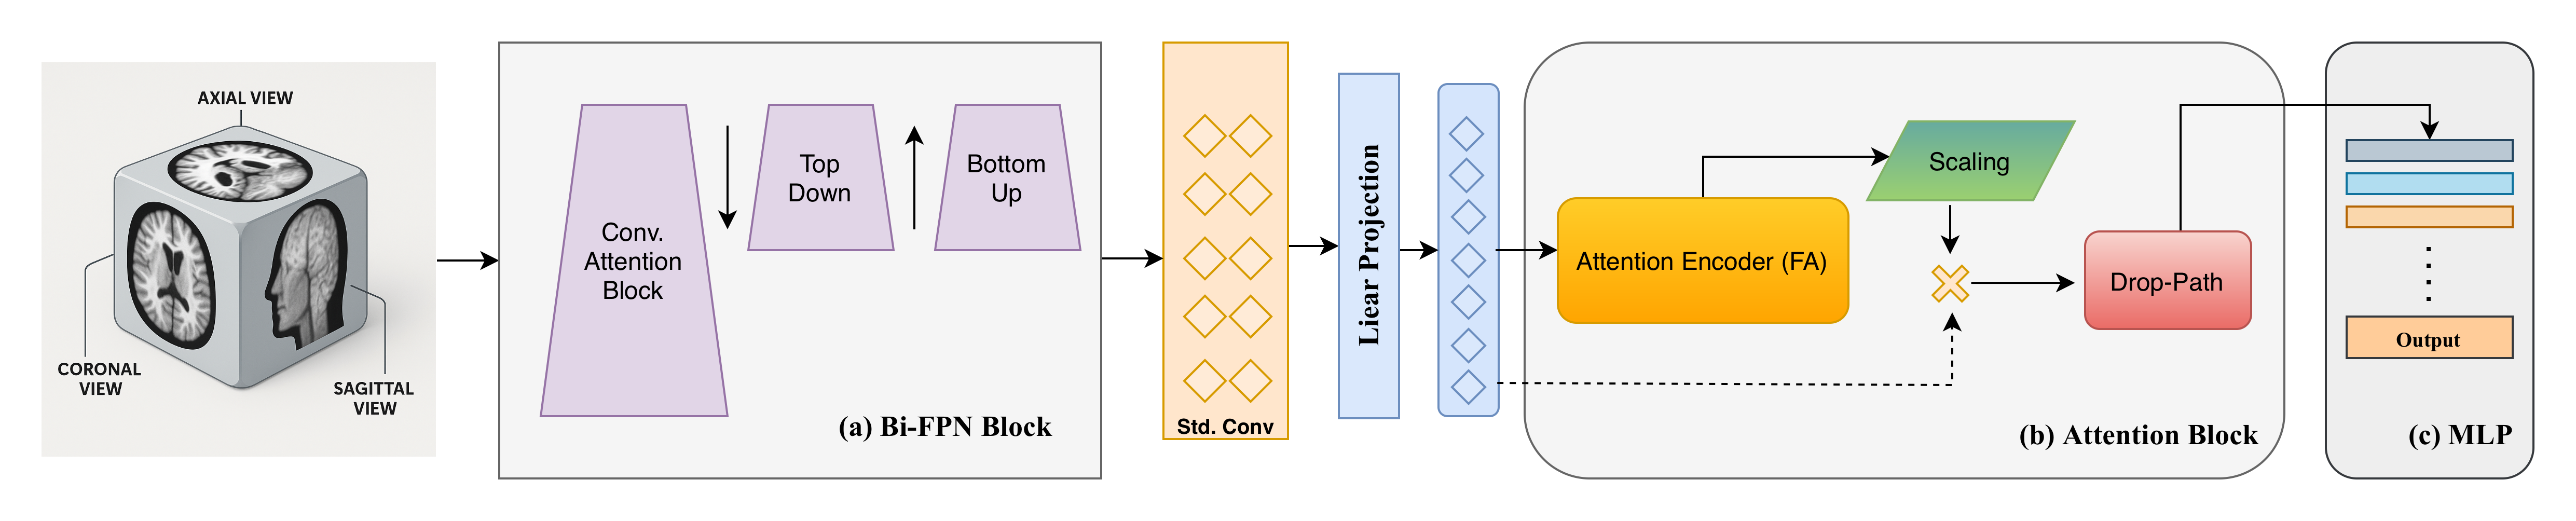 AXIAL VIEW
CORONAL
VIEW
SAGITTAL
VIEW
Conv.
Attention
Block
Top
Down
Bottom
Up
(a) Bi-FPN Block
Std. Conv
Liear Projection
Attention Encoder (FA)
Scaling
Drop-Path
(b) Attention Block
Output
(c) MLP